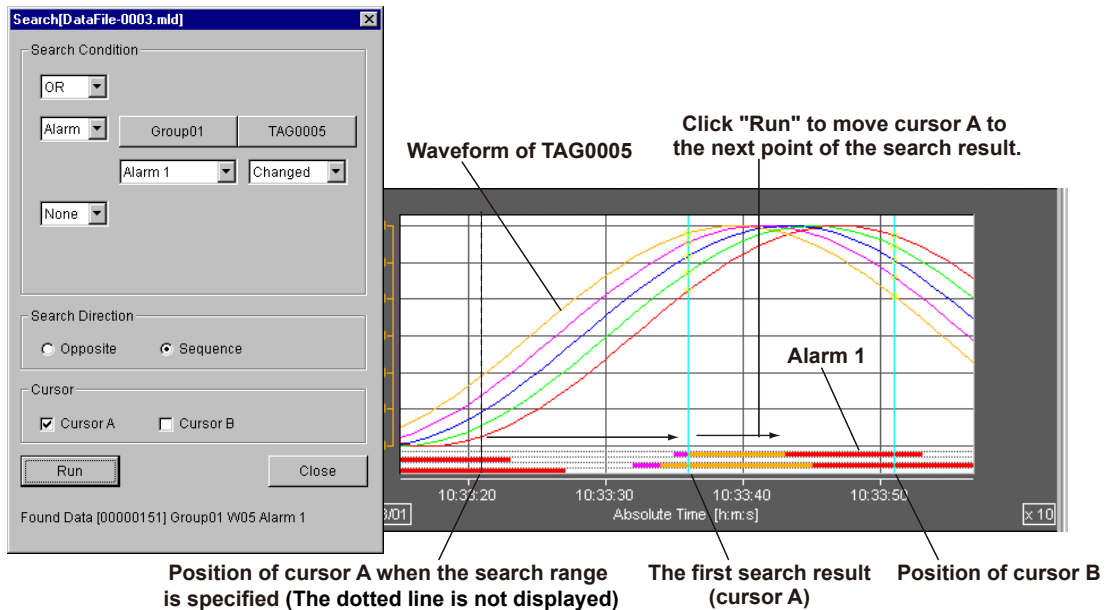 Search[DataFile-0003.mld]
Search Condition
OR
Alarm
Group01
TAG0005
Alarm 1
Changed
None
Search Direction
Opposite
Sequence
Cursor
Cursor A
Cursor B
Run
Close
Found Data [00000151] Group01 W05 Alarm 1
Waveform of TAG0005
Click "Run" to move cursor A to
the next point of the search result.
Alarm 1
10:33:20
10:33:30
10:33:40
10:33:50
/01
Absolute Time [h:m:s]
x 10
Position of cursor A when the search range
is specified (The dotted line is not displayed)
The first search result
(cursor A)
Position of cursor B